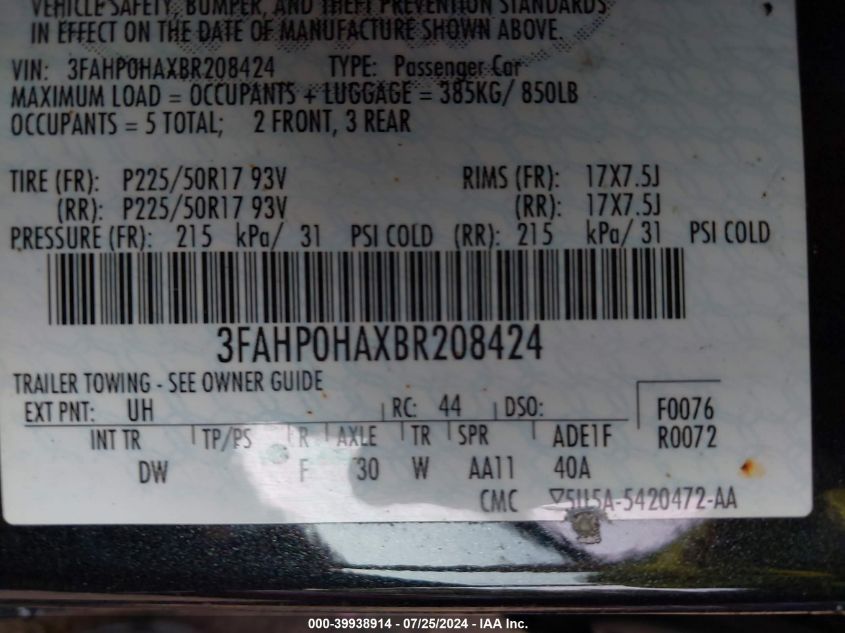 VEHICLE SAFETY, BUMPER, AND THEFT PREVENTION STANDARDS
IN EFFECT ON THE DATE OF MANUFACTURE SHOWN ABOVE.
VIN: 3FAHP0HAXBR208424 TYPE: Passenger Car
MAXIMUM LOAD = OCCUPANTS + LUGGAGE = 385KG/ 850LB
OCCUPANTS = 5 TOTAL; 2 FRONT, 3 REAR
TIRE (FR): P225/50R17 93V RIMS (FR): 17X7.5J
(RR): P225/50R17 93V (RR): 17X7.5J
PRESSURE (FR): 215 kPa/ 31 PSI COLD (RR): 215 kPa/ 31 PSI COLD
3FAHP0HAXBR208424
TRAILER TOWING - SEE OWNER GUIDE
EXT PNT: UH RC: 44 DSO: F0076
INT TR TP/PS R AXLE TR SPR ADE1F R0072
DW F 30 W AA11 40A
CMC ▽5U5A-5420472-AA
000-39938914 - 07/25/2024 - IAA Inc.